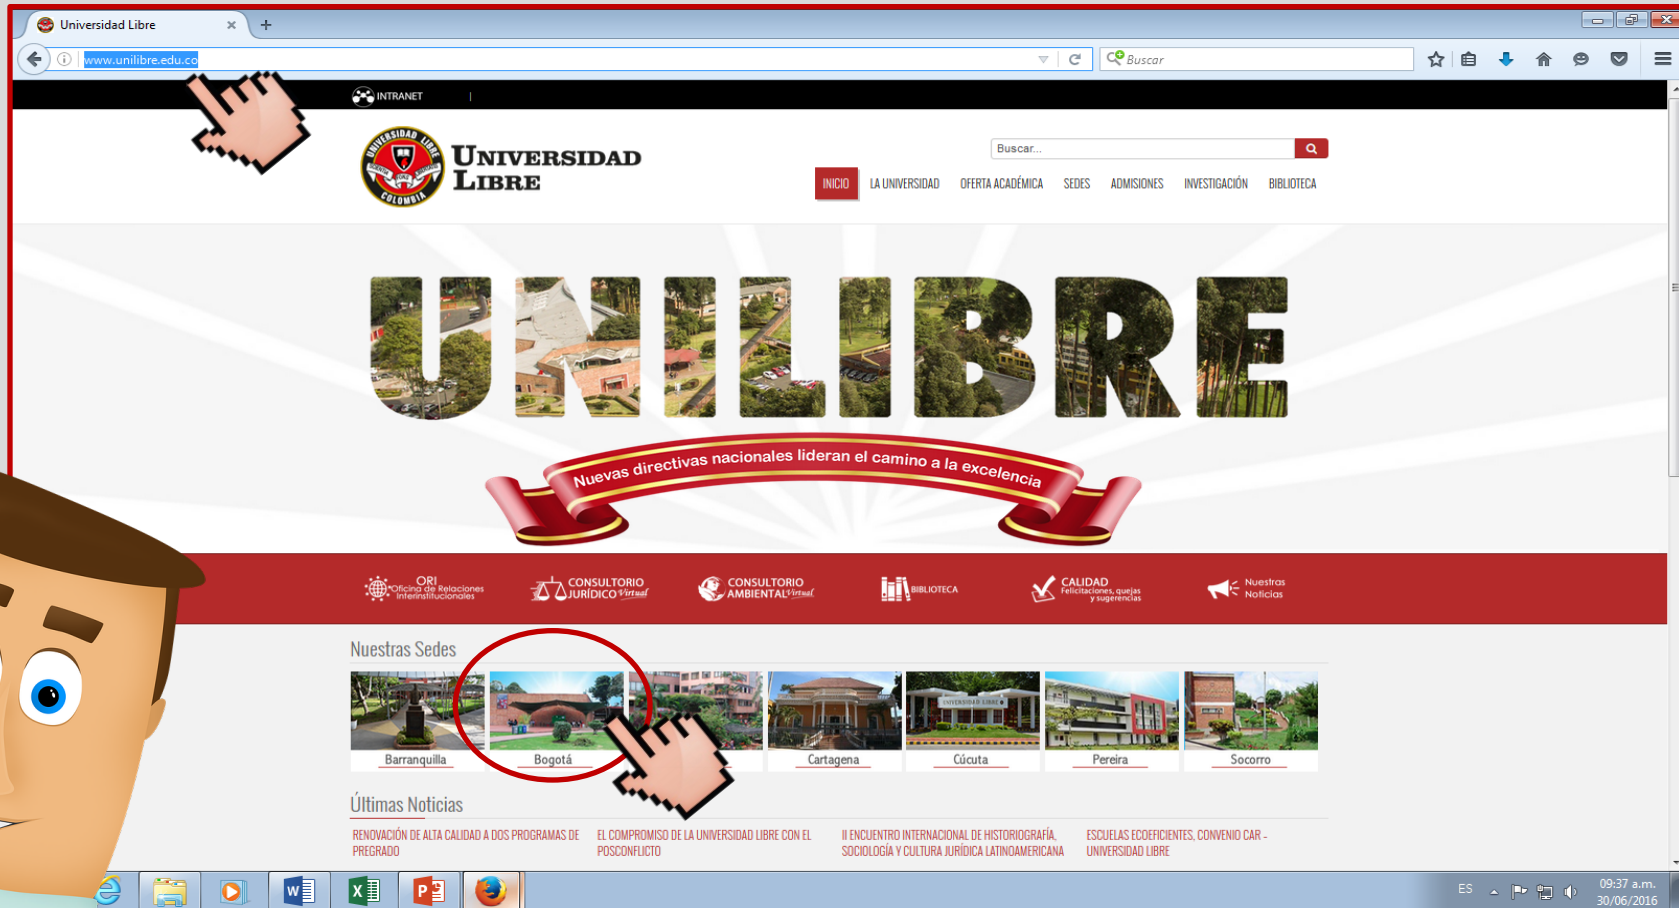 Universidad Libre
www.unilibre.edu.co
Buscar
INTRANET
UNIVERSIDAD
LIBRE
UNIVERSIDAD LIBRE
COLOMBIA
Buscar...
INICIO LA UNIVERSIDAD OFERTA ACADÉMICA SEDES ADMISIONES INVESTIGACIÓN BIBLIOTECA
UNILIBRE
Nuevas directivas nacionales lideran el camino a la excelencia
ORI
Oficina de Relaciones
Interinstitucionales
CONSULTORIO
JURÍDICO Virtual
CONSULTORIO
AMBIENTAL Virtual
BIBLIOTECA
CALIDAD
Felicitaciones, quejas
y sugerencias
Nuestras
Noticias
Nuestras Sedes
UNIVERSIDAD LIBRE
Barranquilla
Bogotá
Cartagena
Cúcuta
Pereira
Socorro
Últimas Noticias
RENOVACIÓN DE ALTA CALIDAD A DOS PROGRAMAS DE
PREGRADO
EL COMPROMISO DE LA UNIVERSIDAD LIBRE CON EL
POSCONFLICTO
II ENCUENTRO INTERNACIONAL DE HISTORIOGRAFÍA,
SOCIOLOGÍA Y CULTURA JURÍDICA LATINOAMERICANA
ESCUELAS ECOEFICIENTES, CONVENIO CAR –
UNIVERSIDAD LIBRE
ES
09:37 a.m.
30/06/2016